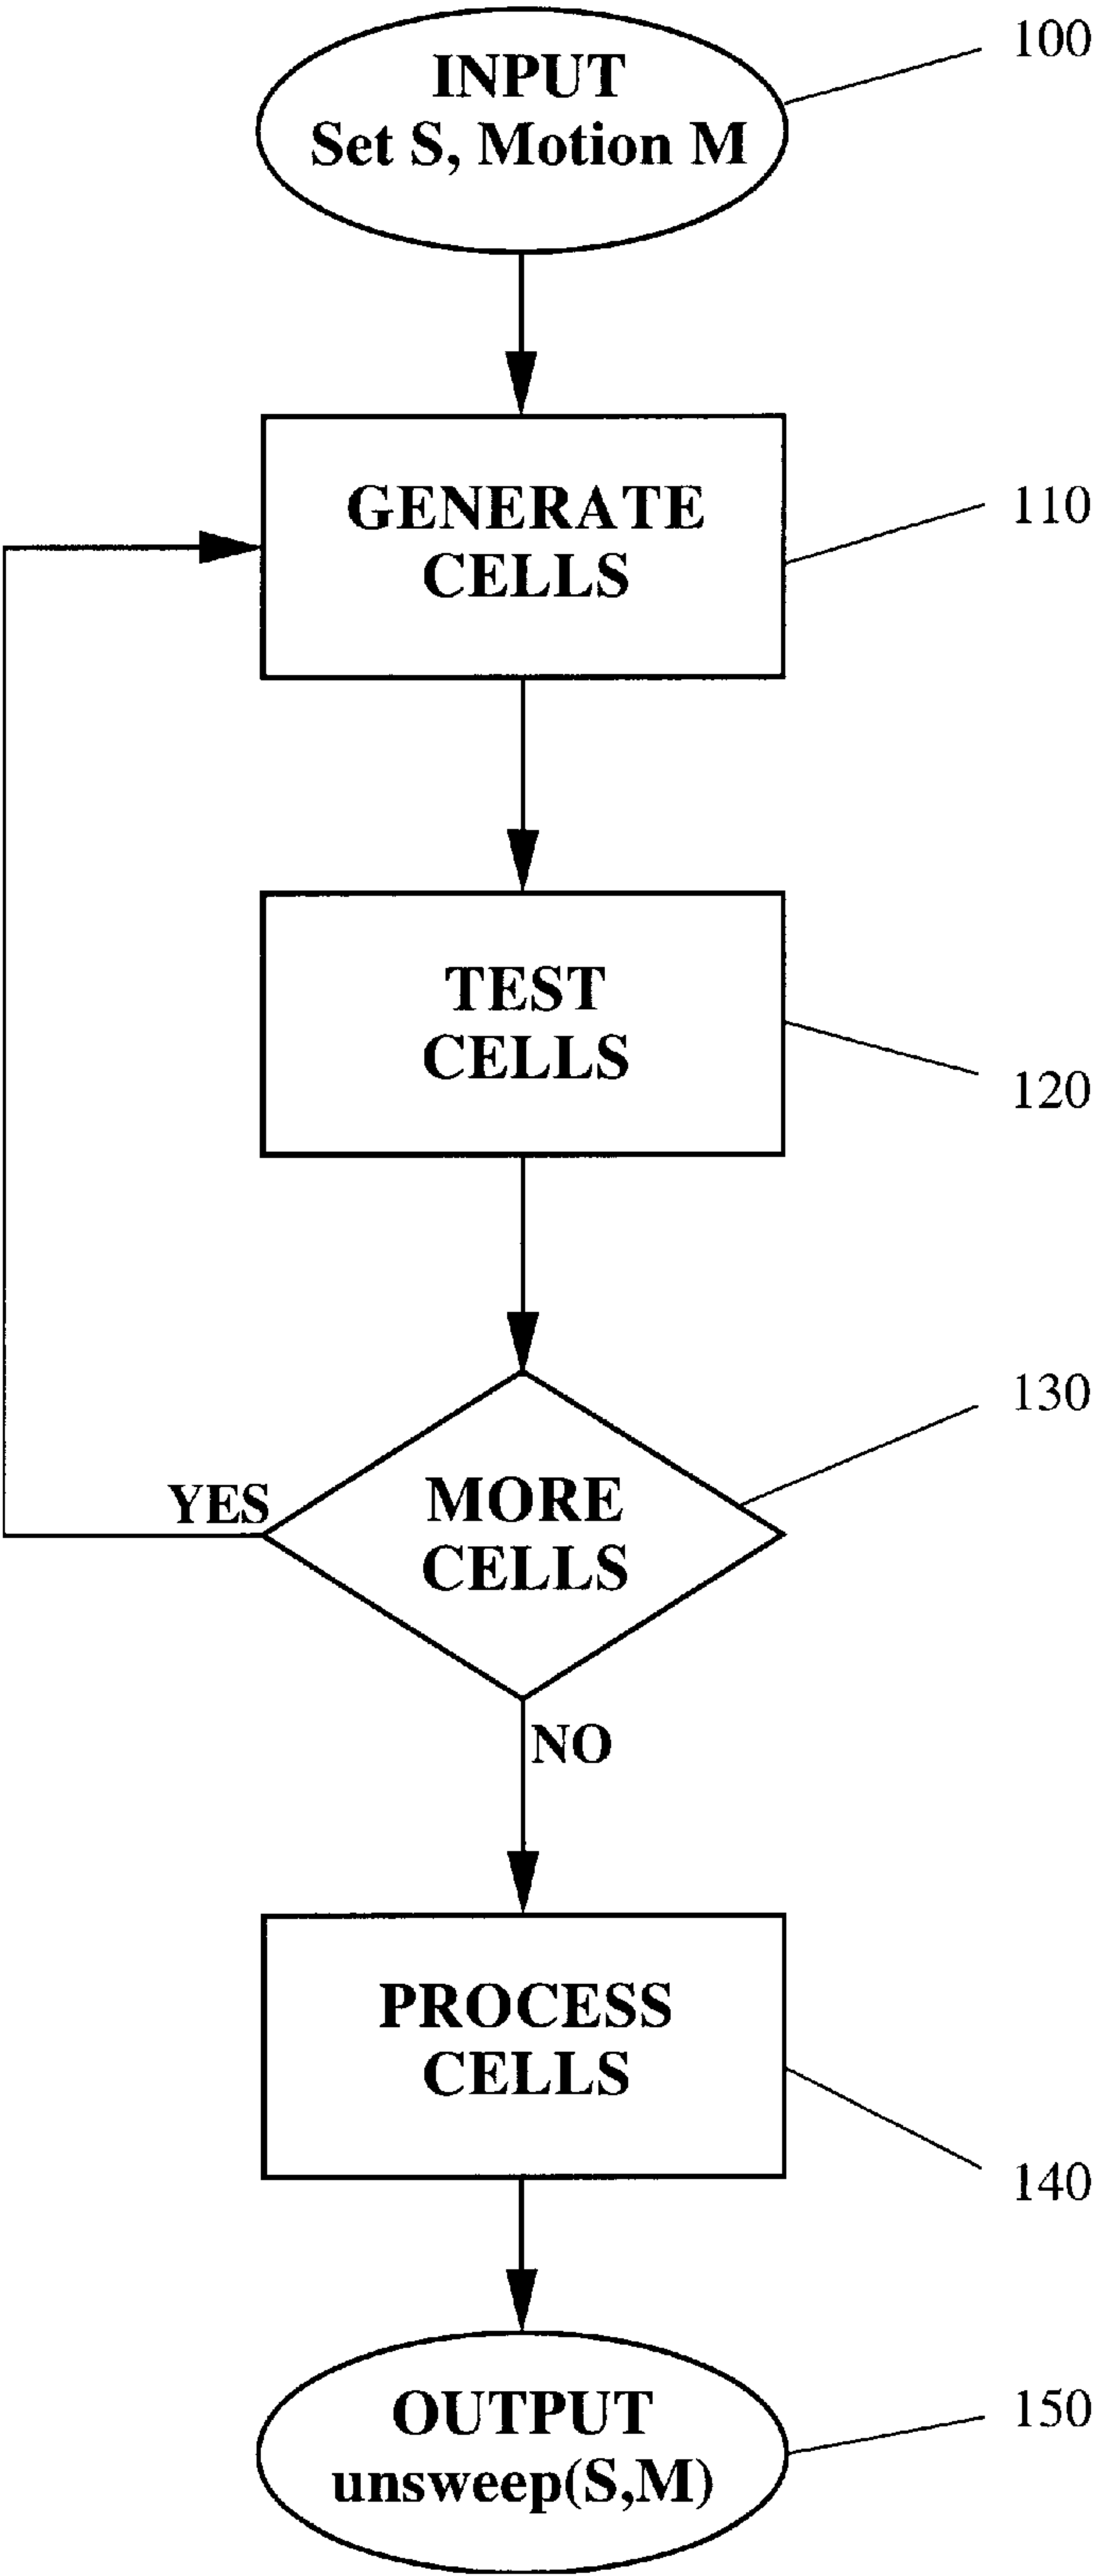 INPUT
Set S, Motion M
100
GENERATE
CELLS
110
TEST
CELLS
120
MORE
CELLS
130
YES
NO
PROCESS
CELLS
140
OUTPUT
unsweep(S,M)
150